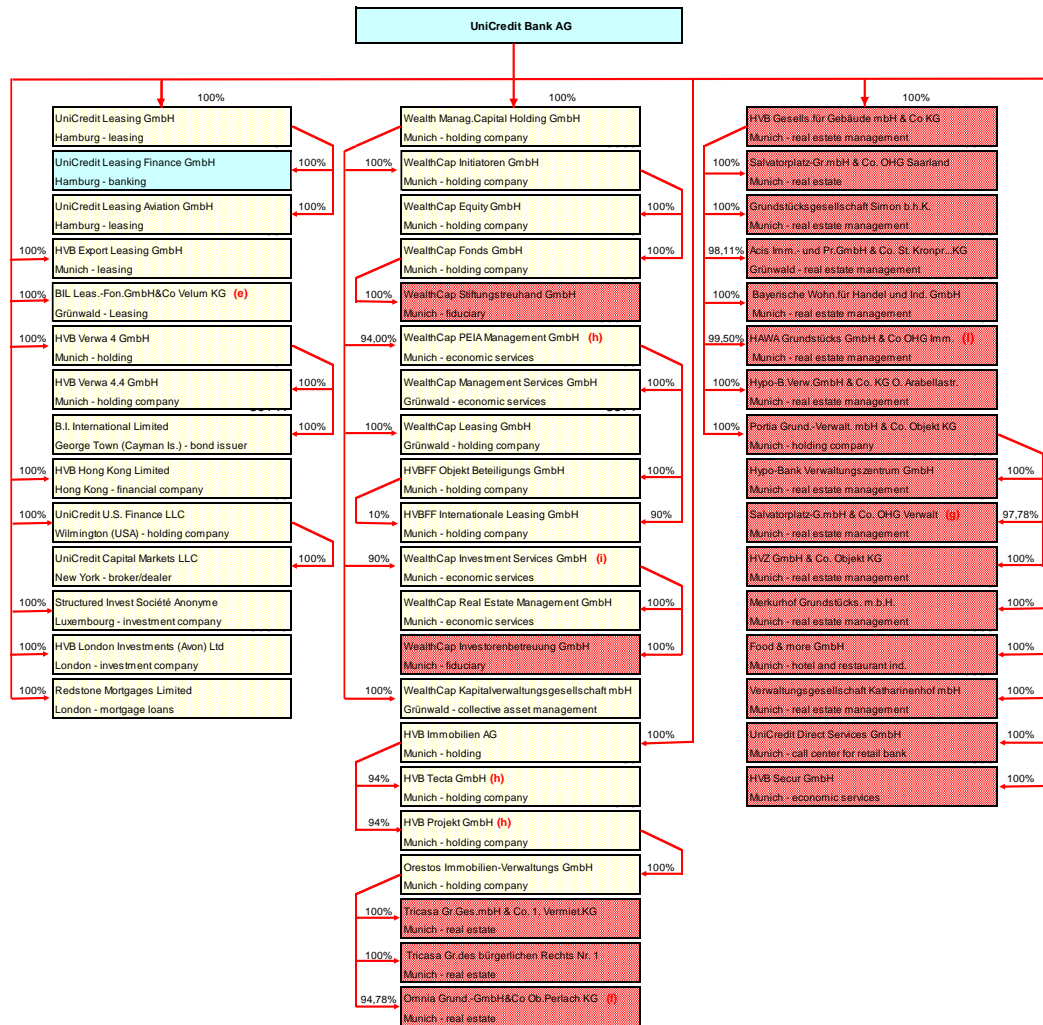 UniCredit Bank AG
100%
UniCredit Leasing GmbH
Hamburg - leasing
UniCredit Leasing Finance GmbH
Hamburg - banking
100%
UniCredit Leasing Aviation GmbH
Hamburg - leasing
100%
100%
HVB Export Leasing GmbH
Munich - leasing
100%
BIL Leas.-Fon.GmbH&Co Velum KG (e)
Grünwald - Leasing
100%
HVB Verwa 4 GmbH
Munich - holding
HVB Verwa 4.4 GmbH
Munich - holding company
100%
B.I. International Limited
George Town (Cayman Is.) - bond issuer
100%
100%
HVB Hong Kong Limited
Hong Kong - financial company
100%
UniCredit U.S. Finance LLC
Wilmington (USA) - holding company
UniCredit Capital Markets LLC
New York - broker/dealer
100%
100%
Structured Invest Société Anonyme
Luxembourg - investment company
100%
HVB London Investments (Avon) Ltd
London - investment company
100%
Redstone Mortgages Limited
London - mortgage loans
100%
Wealth Manag.Capital Holding GmbH
Munich - holding company
100%
WealthCap Initiatoren GmbH
Munich - holding company
WealthCap Equity GmbH
Munich - holding company
100%
WealthCap Fonds GmbH
Munich - holding company
100%
100%
WealthCap Stiftungstreuhand GmbH
Munich - fiduciary
94,00%
WealthCap PEIA Management GmbH (h)
Munich - economic services
WealthCap Management Services GmbH
Grünwald - economic services
100%
100%
WealthCap Leasing GmbH
Grünwald - holding company
HVBFF Objekt Beteiligungs GmbH
Munich - holding company
100%
10%
HVBFF Internationale Leasing GmbH
Munich - holding company
90%
90%
WealthCap Investment Services GmbH (i)
Munich - economic services
WealthCap Real Estate Management GmbH
Munich - economic services
100%
WealthCap Investorenbetreuung GmbH
Munich - fiduciary
100%
100%
WealthCap Kapitalverwaltungsgesellschaft mbH
Grünwald - collective asset management
HVB Immobilien AG
Munich - holding
100%
94%
HVB Tecta GmbH (h)
Munich - holding company
94%
HVB Projekt GmbH (h)
Munich - holding company
Orestos Immobilien-Verwaltungs GmbH
Munich - holding company
100%
100%
Tricasa Gr.Ges.mbH & Co. 1. Vermiet.KG
Munich - real estate
100%
Tricasa Gr.des bürgerlichen Rechts Nr. 1
Munich - real estate
94,78%
Omnia Grund.-GmbH&Co Ob.Perlach KG (f)
Munich - real estate
100%
HVB Gesells.für Gebäude mbH & Co KG
Munich - real estate management
100%
Salvatorplatz-Gr.mbH & Co. OHG Saarland
Munich - real estate
100%
Grundstücksgesellschaft Simon b.h.K.
Munich - real estate management
98,11%
Acis Imm.- und Pr.GmbH & Co. St. Kronpr...KG
Grünwald - real estate management
100%
Bayerische Wohn.für Handel und Ind. GmbH
Munich - real estate management
99,50%
HAWA Grundstücks GmbH & Co OHG Imm. (l)
Munich - real estate management
100%
Hypo-B.Verw.GmbH & Co. KG O. Arabellastr.
Munich - real estate management
100%
Portia Grund.-Verwalt. mbH & Co. Objekt KG
Munich - holding company
Hypo-Bank Verwaltungszentrum GmbH
Munich - real estate management
100%
Salvatorplatz-G.mbH & Co. OHG Verwalt (g)
Munich - real estate management
97,78%
HVZ GmbH & Co. Objekt KG
Munich - real estate management
100%
Merkurhof Grundstücks. m.b.H.
Munich - real estate management
100%
Food & more GmbH
Munich - hotel and restaurant ind.
100%
Verwaltungsgesellschaft Katharinenhof mbH
Munich - real estate management
100%
UniCredit Direct Services GmbH
Munich - call center for retail bank
100%
HVB Secur GmbH
Munich - economic services
100%